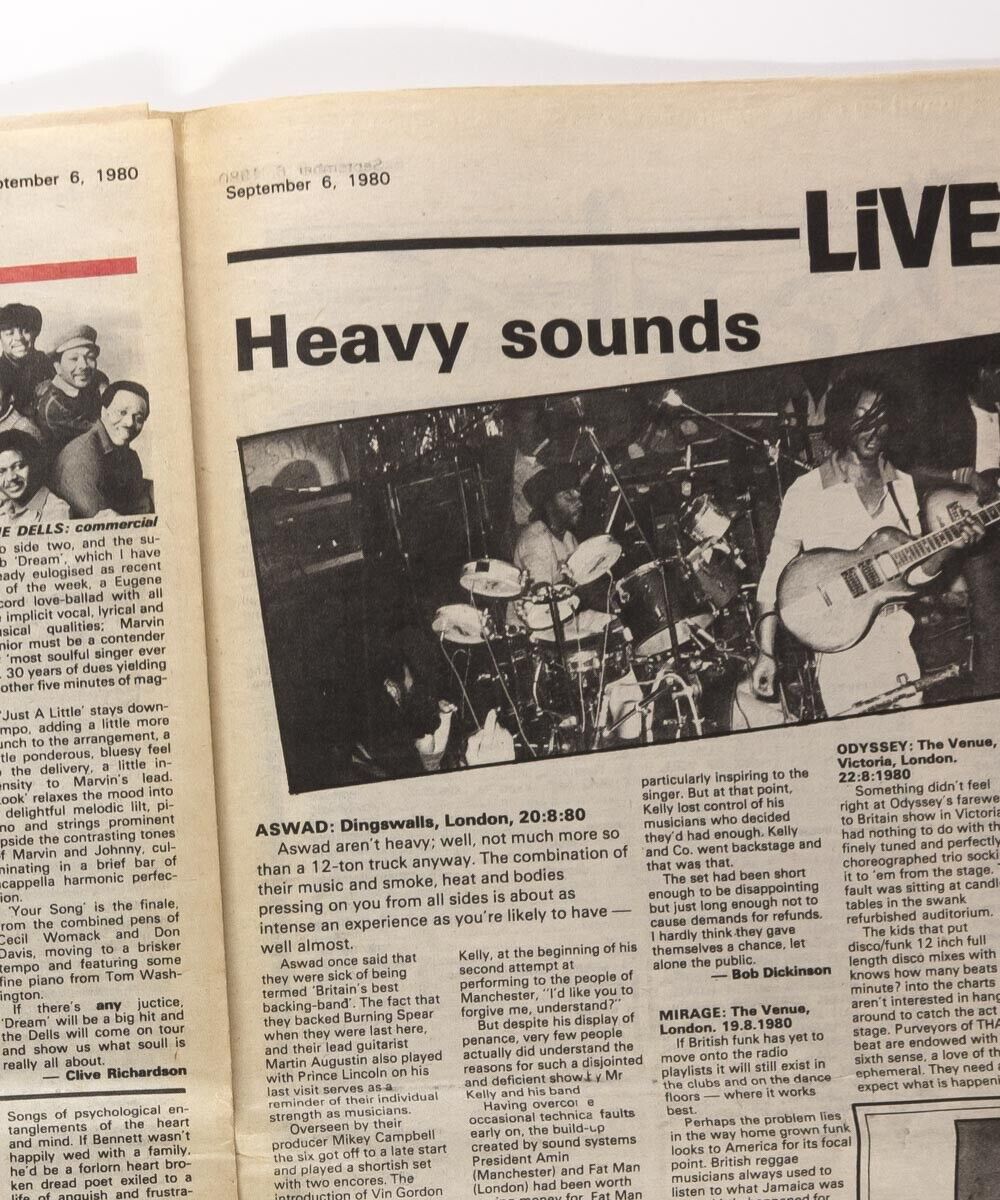 ptember 6, 1980
E DELLS: commercial
o side two, and the su-
b 'Dream', which I have
eady eulogised as recent
of the week, a Eugene
cord love-ballad with all
implicit vocal, lyrical and
sical qualities; Marvin
nior must be a contender
'most soulful singer ever
. 30 years of dues yielding
other five minutes of mag-
'Just A Little' stays down-
mpo, adding a little more
unch to the arrangement, a
tle ponderous, bluesy feel
the delivery, a little in-
ensity to Marvin's lead.
ook' relaxes the mood into
delightful melodic lilt, pi-
no and strings prominent
pside the contrasting tones
f Marvin and Johnny, cul-
minating in a brief bar of
acappella harmonic perfec-
ion.
'Your Song' is the finale,
rom the combined pens of
Cecil Womack and Don
Davis, moving to a brisker
tempo and featuring some
fine piano from Tom Wash-
ington.
If there's any juctice,
'Dream' will be a big hit and
the Dells will come on tour
and show us what soull is
really all about.
— Clive Richardson
Songs of psychological en-
tanglements of the heart
and mind. If Bennett wasn't
happily wed with a family,
he'd be a forlorn heart bro-
ken dread poet exiled to a
life of anguish and frustra-
September 6, 1980
LiVE
Heavy sounds
ASWAD: Dingswalls, London, 20:8:80
Aswad aren't heavy; well, not much more so
than a 12-ton truck anyway. The combination of
their music and smoke, heat and bodies
pressing on you from all sides is about as
intense an experience as you're likely to have —
well almost.
Aswad once said that
they were sick of being
termed 'Britain's best
backing-band'. The fact that
they backed Burning Spear
when they were last here,
and their lead guitarist
Martin Augustin also played
with Prince Lincoln on his
last visit serves as a
reminder of their individual
strength as musicians.
Overseen by their
producer Mikey Campbell
the six got off to a late start
and played a shortish set
with two encores. The
introduction of Vin Gordon
Kelly, at the beginning of his
second attempt at
performing to the people of
Manchester, "I'd like you to
forgive me, understand?"
But despite his display of
penance, very few people
actually did understand the
reasons for such a disjointed
and deficient show y Mr
Kelly and his band
Having overco e
occasional technica faults
early on, the build-up
created by sound systems
President Amin
(Manchester) and Fat Man
(London) had been worth
money for. Fat Man
particularly inspiring to the
singer. But at that point,
Kelly lost control of his
musicians who decided
they'd had enough. Kelly
and Co. went backstage and
that was that.
The set had been short
enough to be disappointing
but just long enough not to
cause demands for refunds.
I hardly think they gave
themselves a chance, let
alone the public.
— Bob Dickinson
MIRAGE: The Venue,
London. 19.8.1980
If British funk has yet to
move onto the radio
playlists it will still exist in
the clubs and on the dance
floors — where it works
best.
Perhaps the problem lies
in the way home grown funk
looks to America for its focal
point. British reggae
musicians always used to
listen to what Jamaica was
ODYSSEY: The Venue,
Victoria, London.
22:8:1980
Something didn't feel
right at Odyssey's farewe
to Britain show in Victoria
had nothing to do with th
finely tuned and perfectly
choreographed trio socki
it to 'em from the stage.
fault was sitting at candl
tables in the swank
refurbished auditorium.
The kids that put
disco/funk 12 inch full
length disco mixes with
knows how many beats
minute? into the charts
aren't interested in hang
around to catch the act
stage. Purveyors of THA
beat are endowed with
sixth sense, a love of th
ephemeral. They need
expect what is happeni